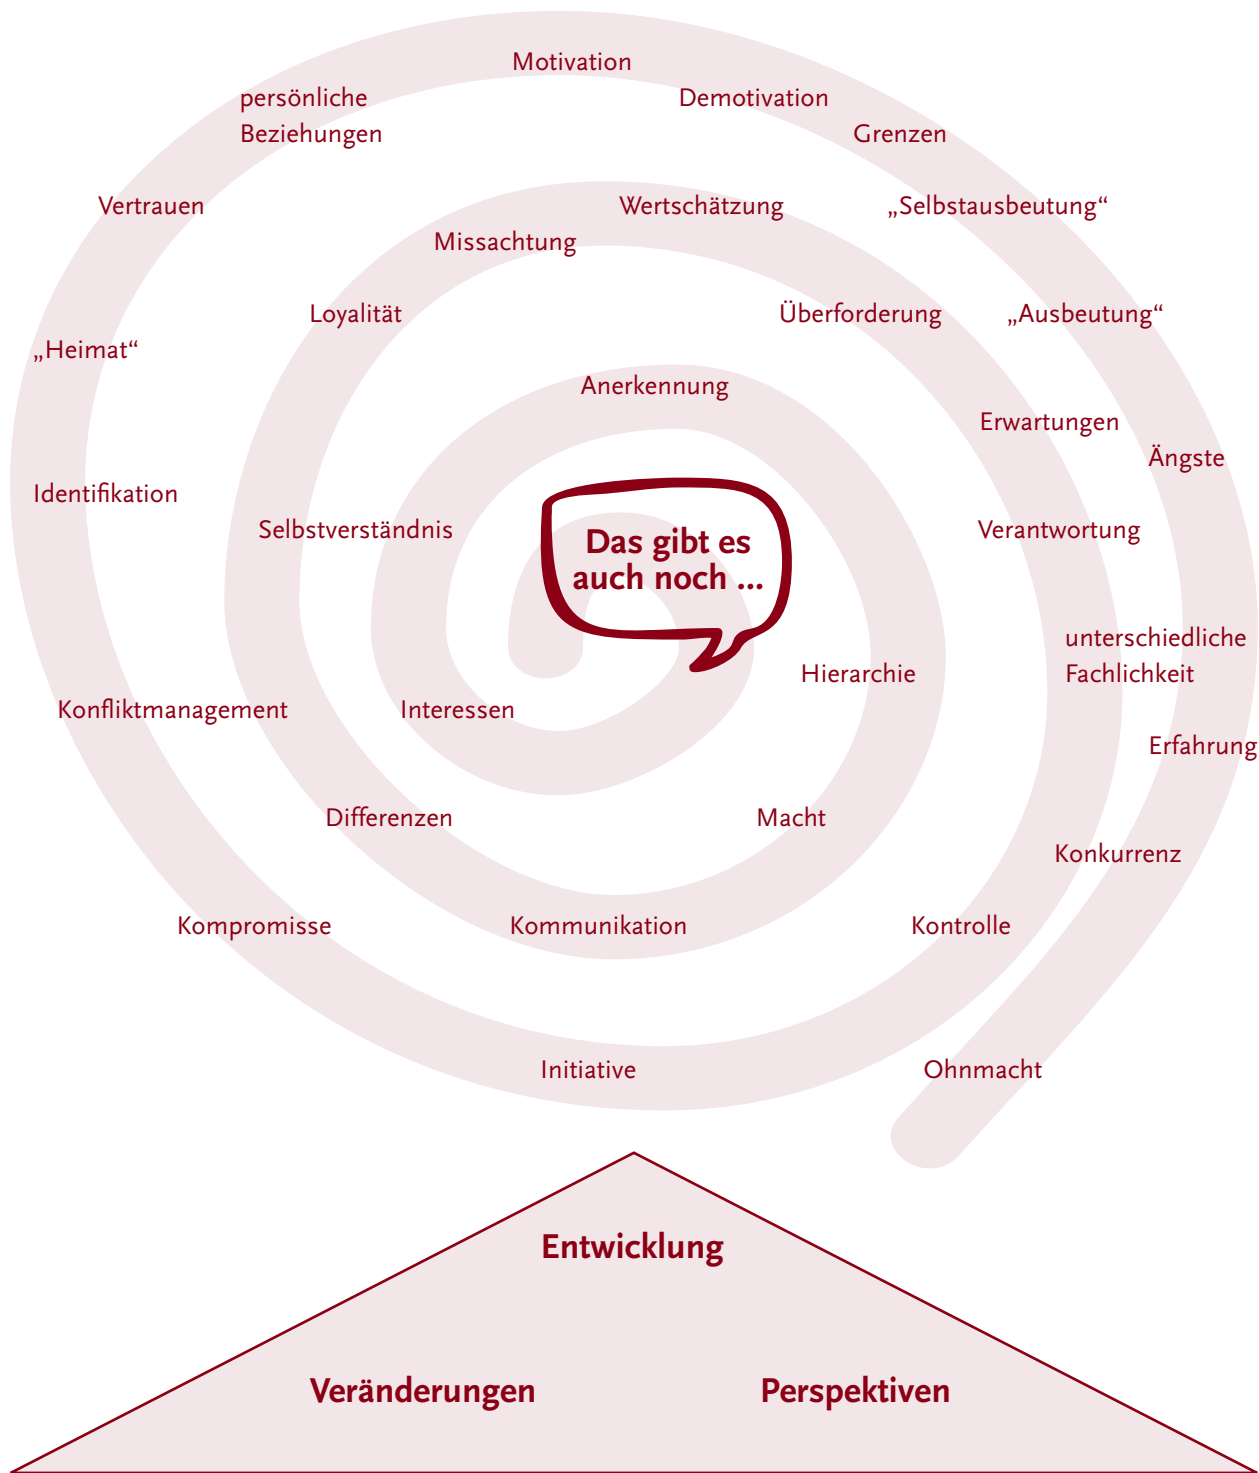 Motivation
persönliche
Beziehungen
Demotivation
Grenzen
Vertrauen
Wertschätzung
„Selbstausbeutung“
Missachtung
Loyalität
Überforderung
„Ausbeutung“
„Heimat“
Anerkennung
Erwartungen
Ängste
Identifikation
Selbstverständnis
Das gibt es
auch noch ...
Verantwortung
unterschiedliche
Fachlichkeit
Hierarchie
Konfliktmanagement
Interessen
Erfahrung
Differenzen
Macht
Konkurrenz
Kompromisse
Kommunikation
Kontrolle
Initiative
Ohnmacht
Entwicklung
Veränderungen
Perspektiven